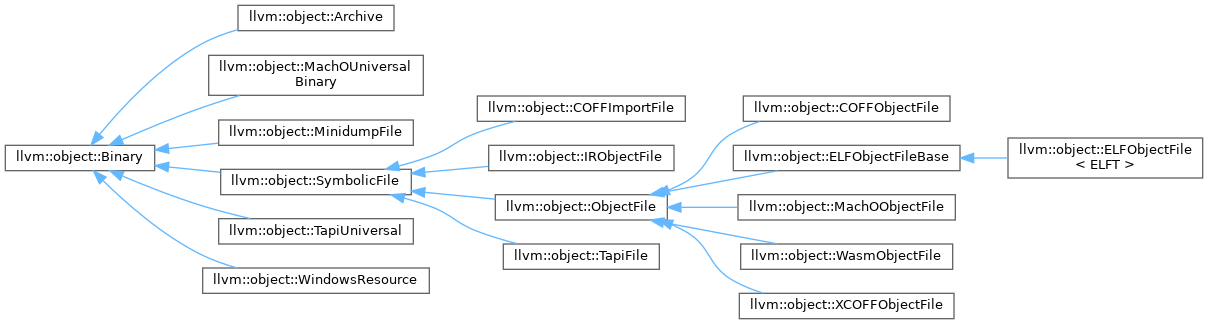 llvm::object::Archive
llvm::object::MachOUniversal
Binary
llvm::object::MinidumpFile
llvm::object::Binary
llvm::object::SymbolicFile
llvm::object::TapiUniversal
llvm::object::WindowsResource
llvm::object::COFFImportFile
llvm::object::IRObjectFile
llvm::object::ObjectFile
llvm::object::TapiFile
llvm::object::COFFObjectFile
llvm::object::ELFObjectFileBase
llvm::object::MachOObjectFile
llvm::object::WasmObjectFile
llvm::object::XCOFFObjectFile
llvm::object::ELFObjectFile
< ELFT >